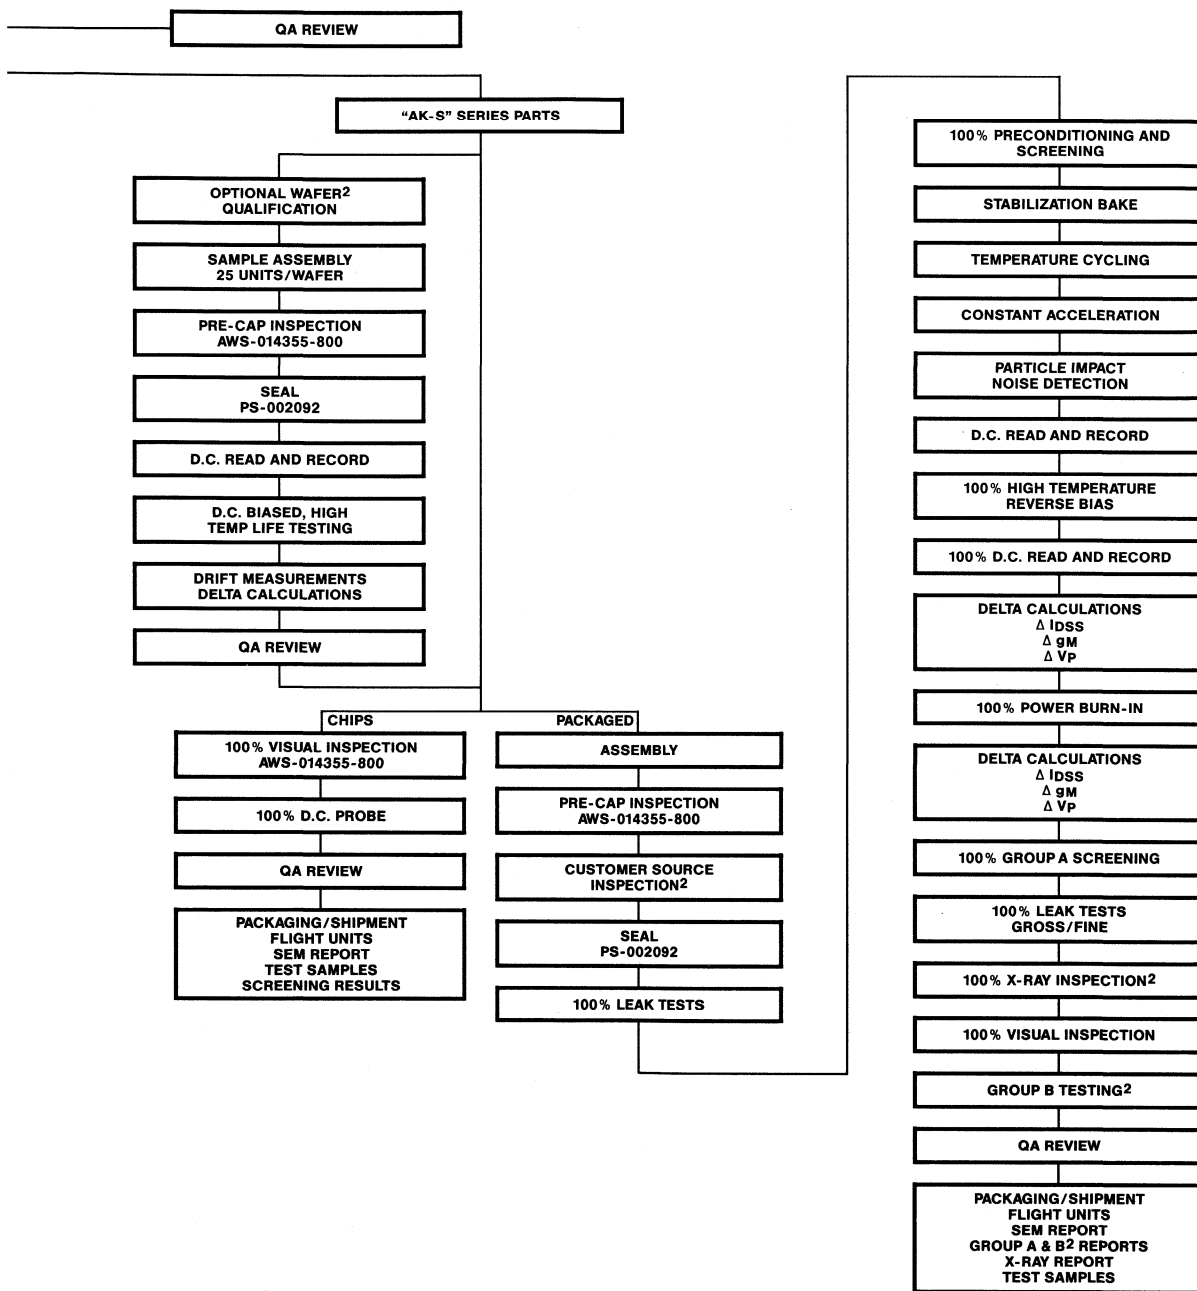 QA REVIEW
“AK-S” SERIES PARTS
OPTIONAL WAFER²
QUALIFICATION
SAMPLE ASSEMBLY
25 UNITS/WAFER
PRE-CAP INSPECTION
AWS-014355-800
SEAL
PS-002092
D.C. READ AND RECORD
D.C. BIASED, HIGH
TEMP LIFE TESTING
DRIFT MEASUREMENTS
DELTA CALCULATIONS
QA REVIEW
CHIPS
100% VISUAL INSPECTION
AWS-014355-800
100% D.C. PROBE
QA REVIEW
PACKAGING/SHIPMENT
FLIGHT UNITS
SEM REPORT
TEST SAMPLES
SCREENING RESULTS
PACKAGED
ASSEMBLY
PRE-CAP INSPECTION
AWS-014355-800
CUSTOMER SOURCE
INSPECTION²
SEAL
PS-002092
100% LEAK TESTS
100% PRECONDITIONING AND
SCREENING
STABILIZATION BAKE
TEMPERATURE CYCLING
CONSTANT ACCELERATION
PARTICLE IMPACT
NOISE DETECTION
D.C. READ AND RECORD
100% HIGH TEMPERATURE
REVERSE BIAS
100% D.C. READ AND RECORD
DELTA CALCULATIONS
Δ IDSS
Δ gM
Δ VP
100% POWER BURN-IN
DELTA CALCULATIONS
Δ IDSS
Δ gM
Δ VP
100% GROUP A SCREENING
100% LEAK TESTS
GROSS/FINE
100% X-RAY INSPECTION²
100% VISUAL INSPECTION
GROUP B TESTING²
QA REVIEW
PACKAGING/SHIPMENT
FLIGHT UNITS
SEM REPORT
GROUP A & B² REPORTS
X-RAY REPORT
TEST SAMPLES